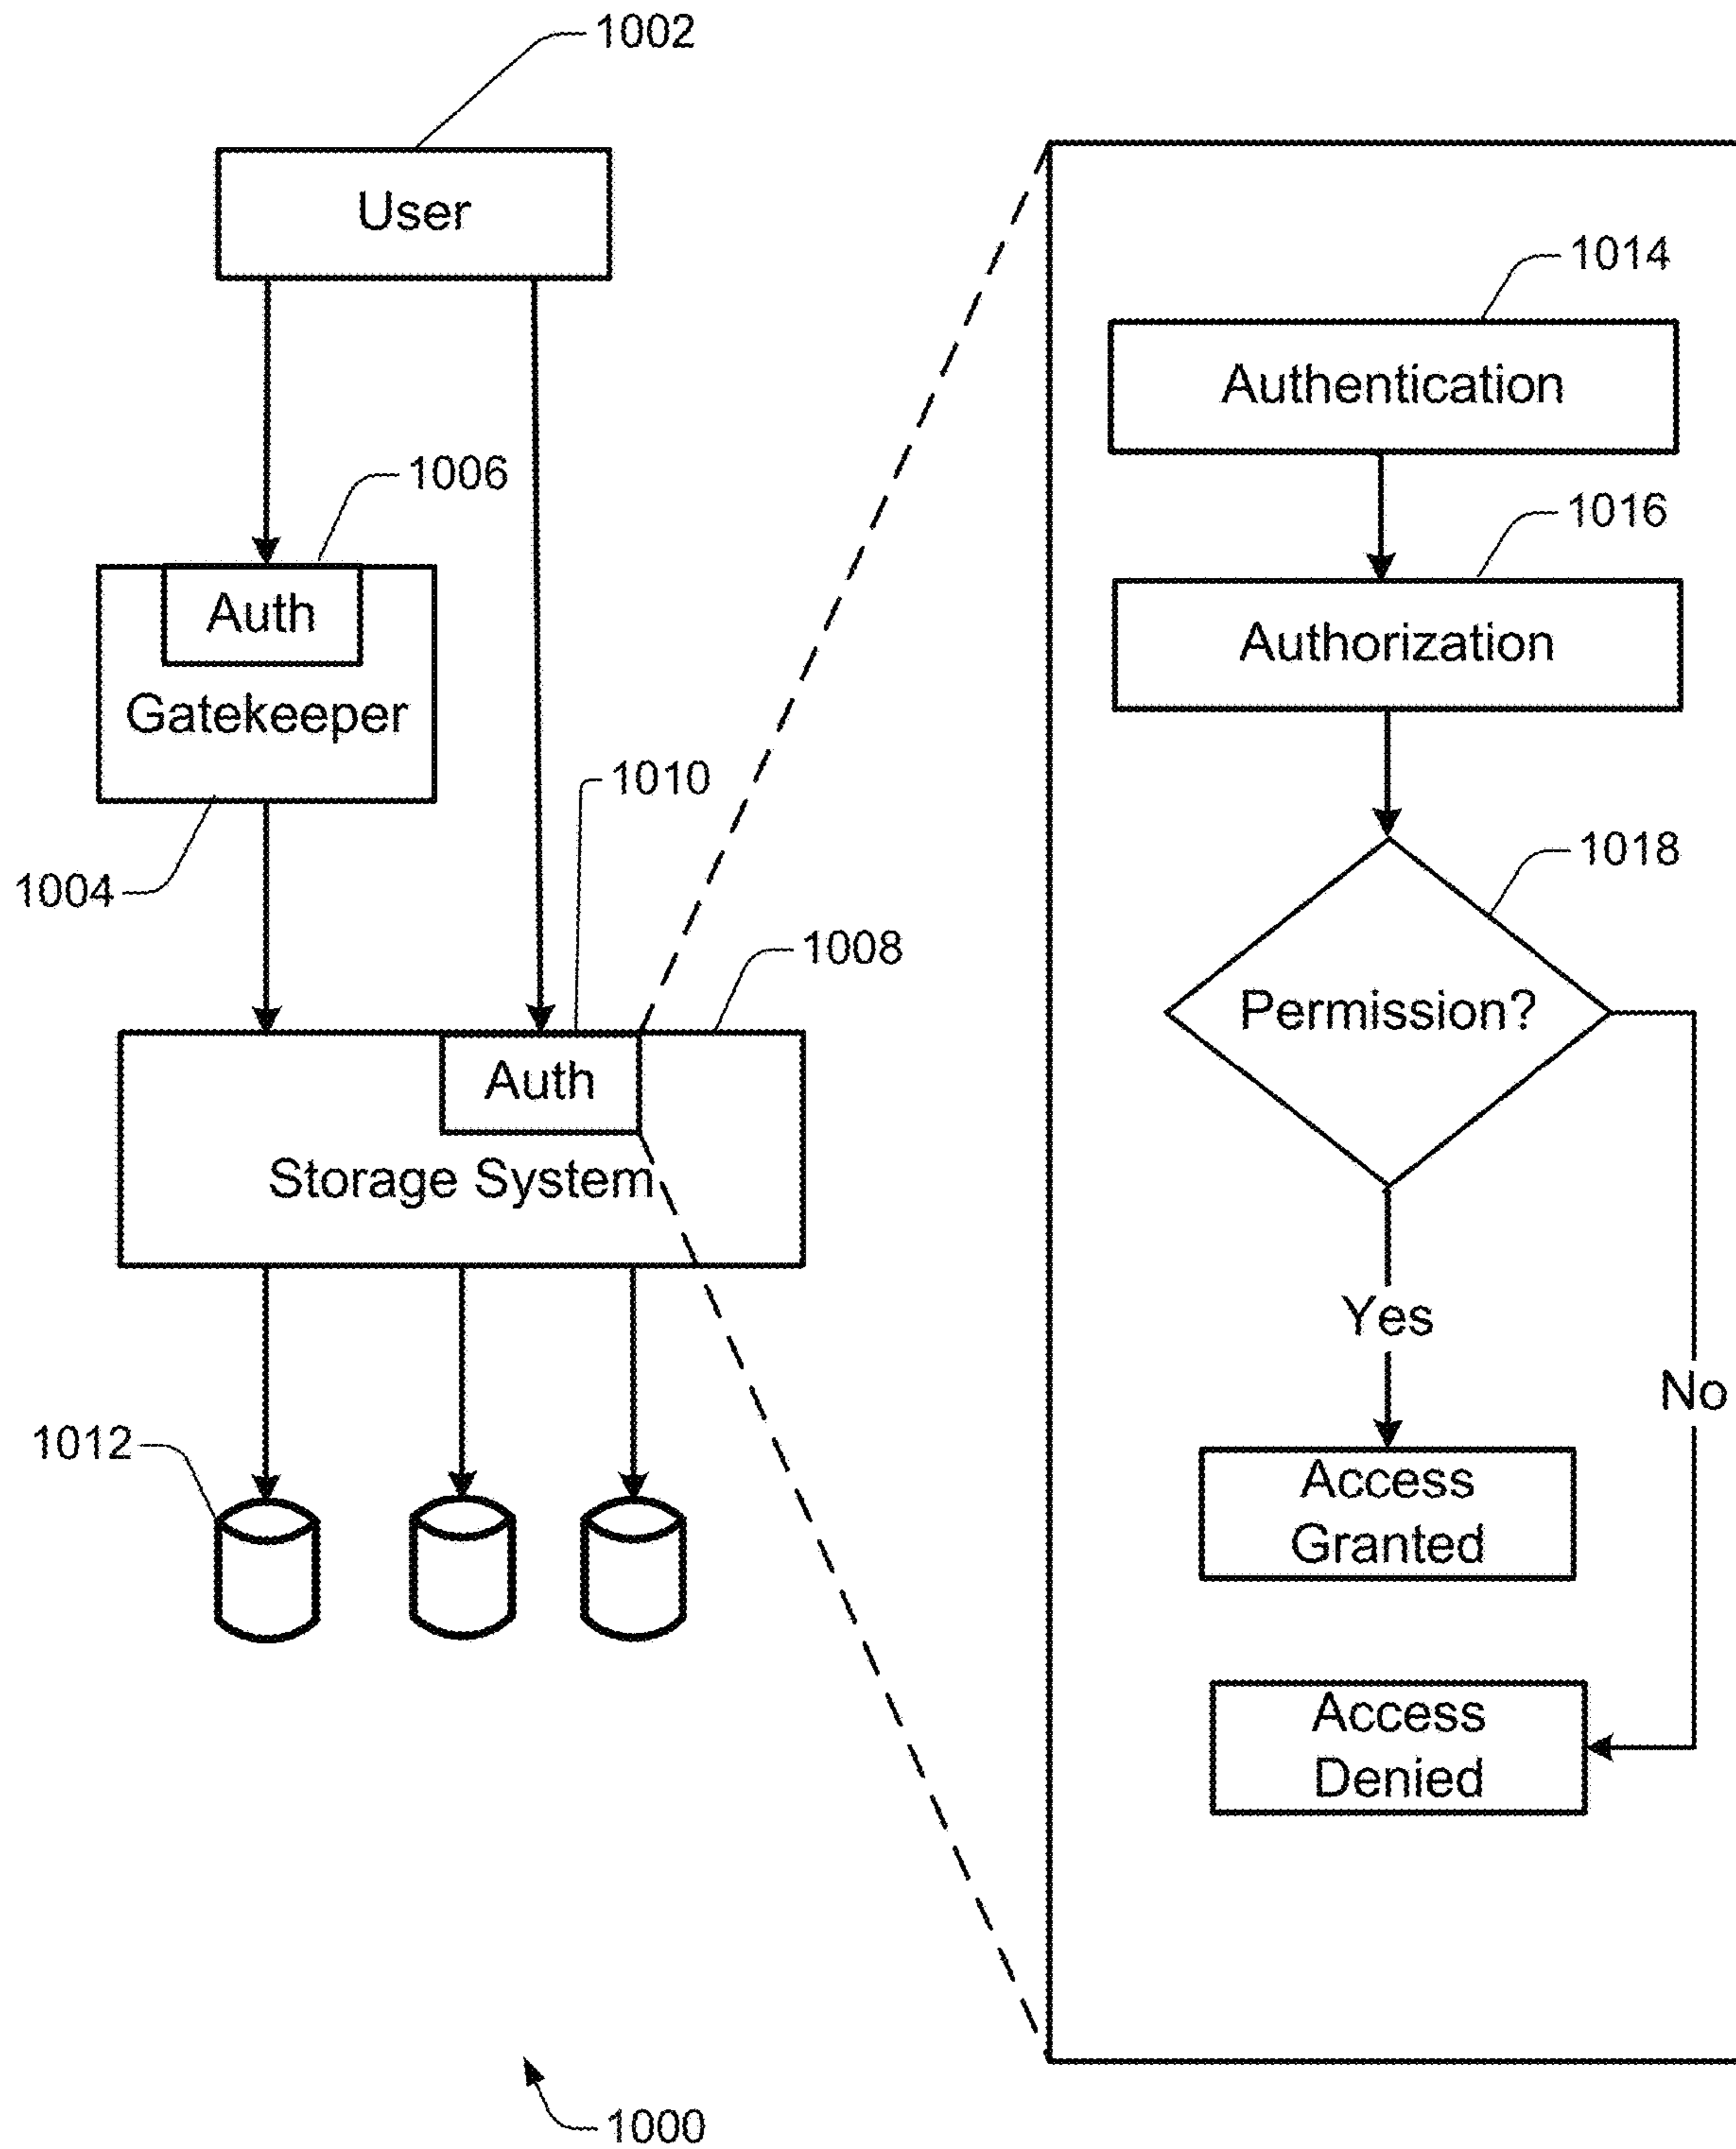 1002
User
1006
Auth
Gatekeeper
1004
1010
1008
Auth
Storage System
1012
1000
1014
Authentication
1016
Authorization
1018
Permission?
Yes
No
Access
Granted
Access
Denied